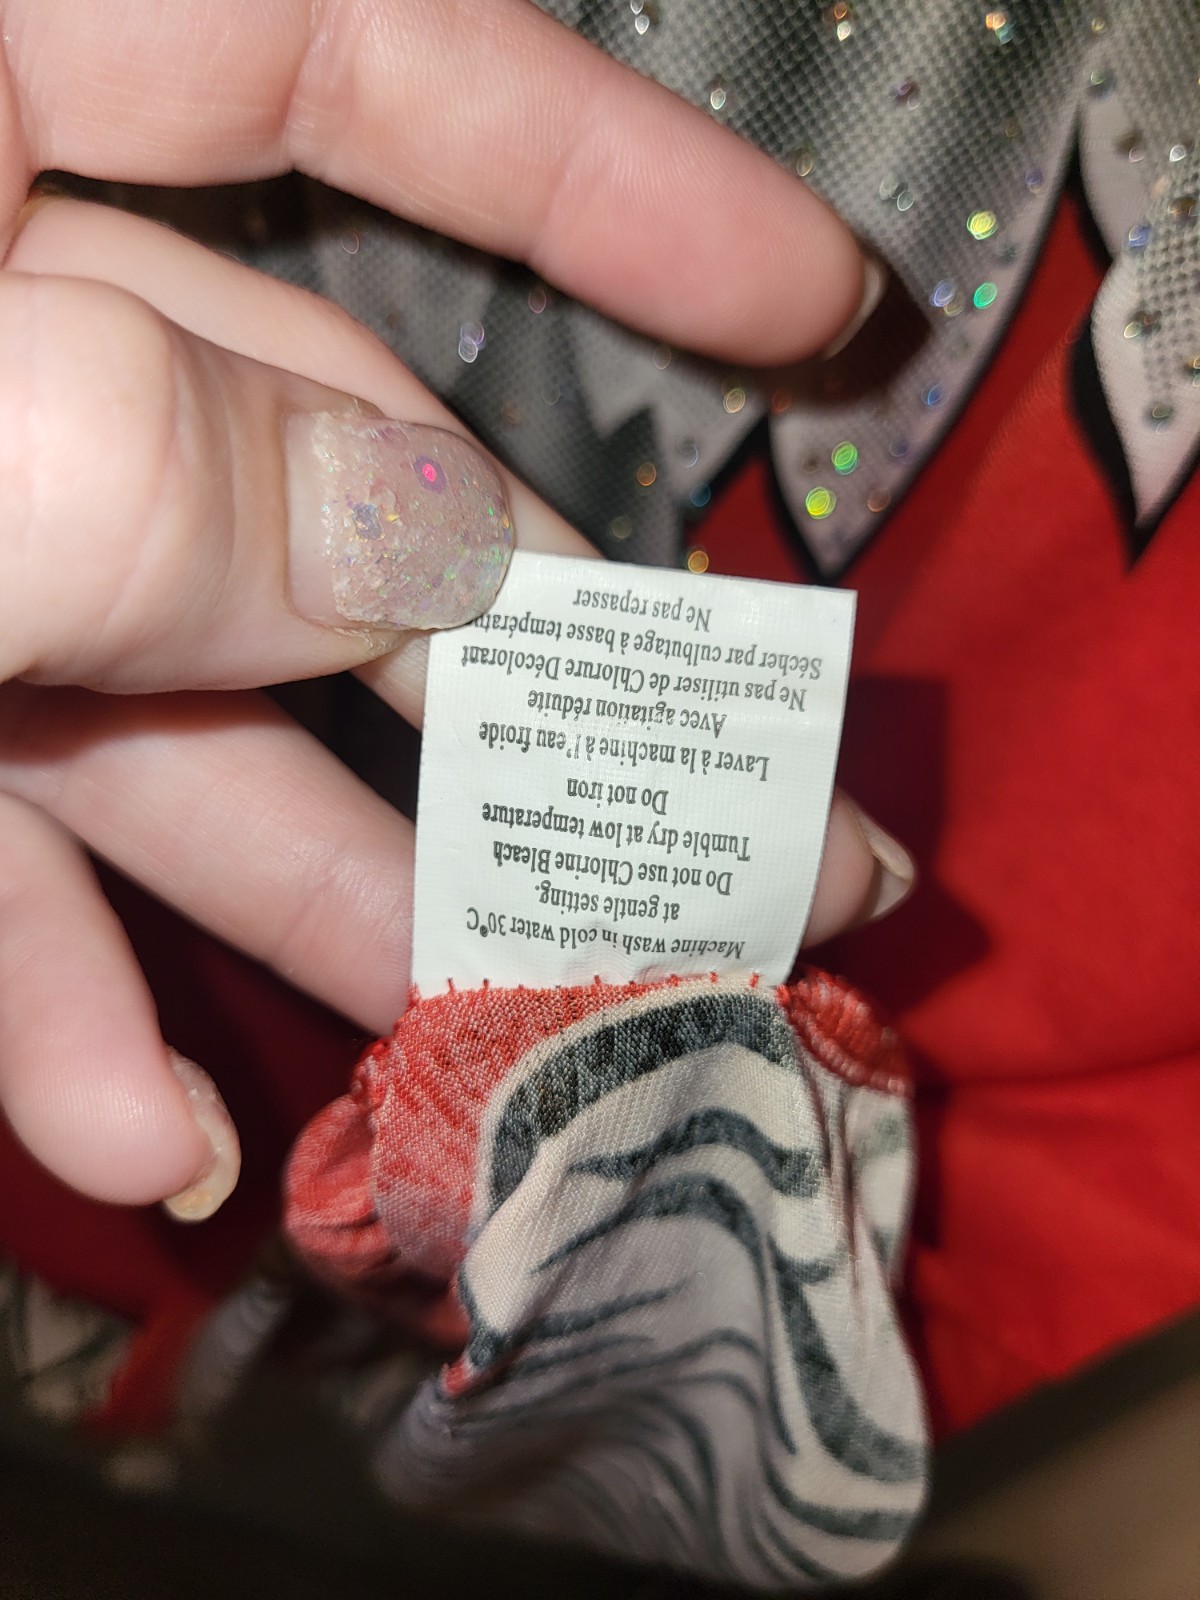 Machine wash in cold water 30°C
at gentle setting.
Do not use Chlorine Bleach
Tumble dry at low temperature
Do not iron
Laver à la machine à l'eau froide
Avec agitation réduite
Ne pas utiliser de Chlorure Décolorant
Sécher par culbutage à basse températu
Ne pas repasser